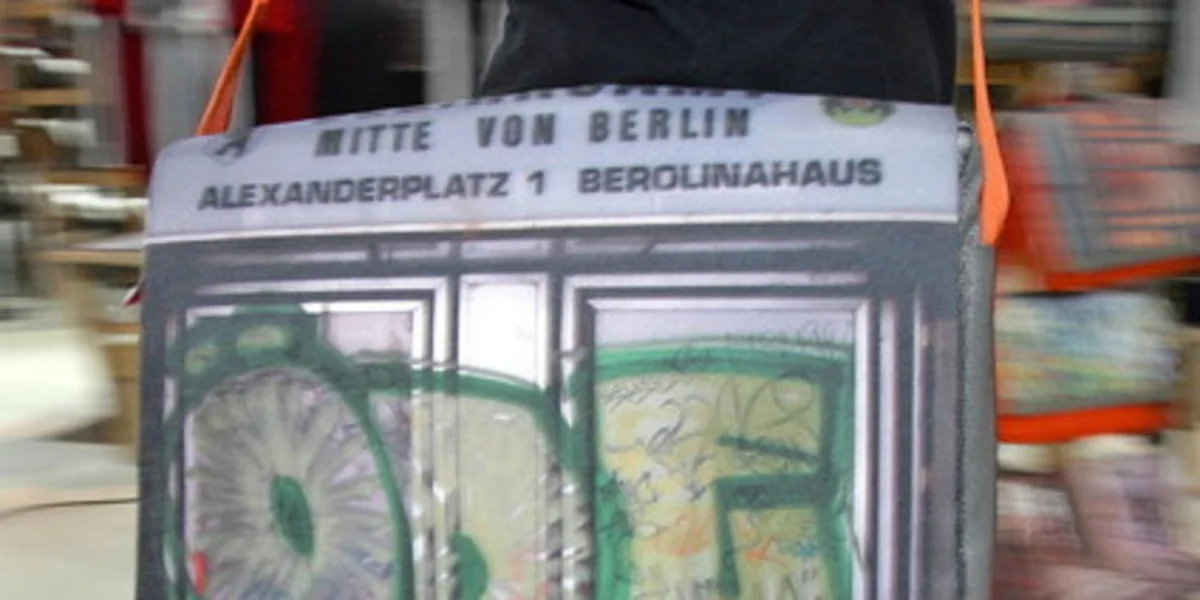 MITTE VON BERLIN
ALEXANDERPLATZ 1 BEROLINAHAUS